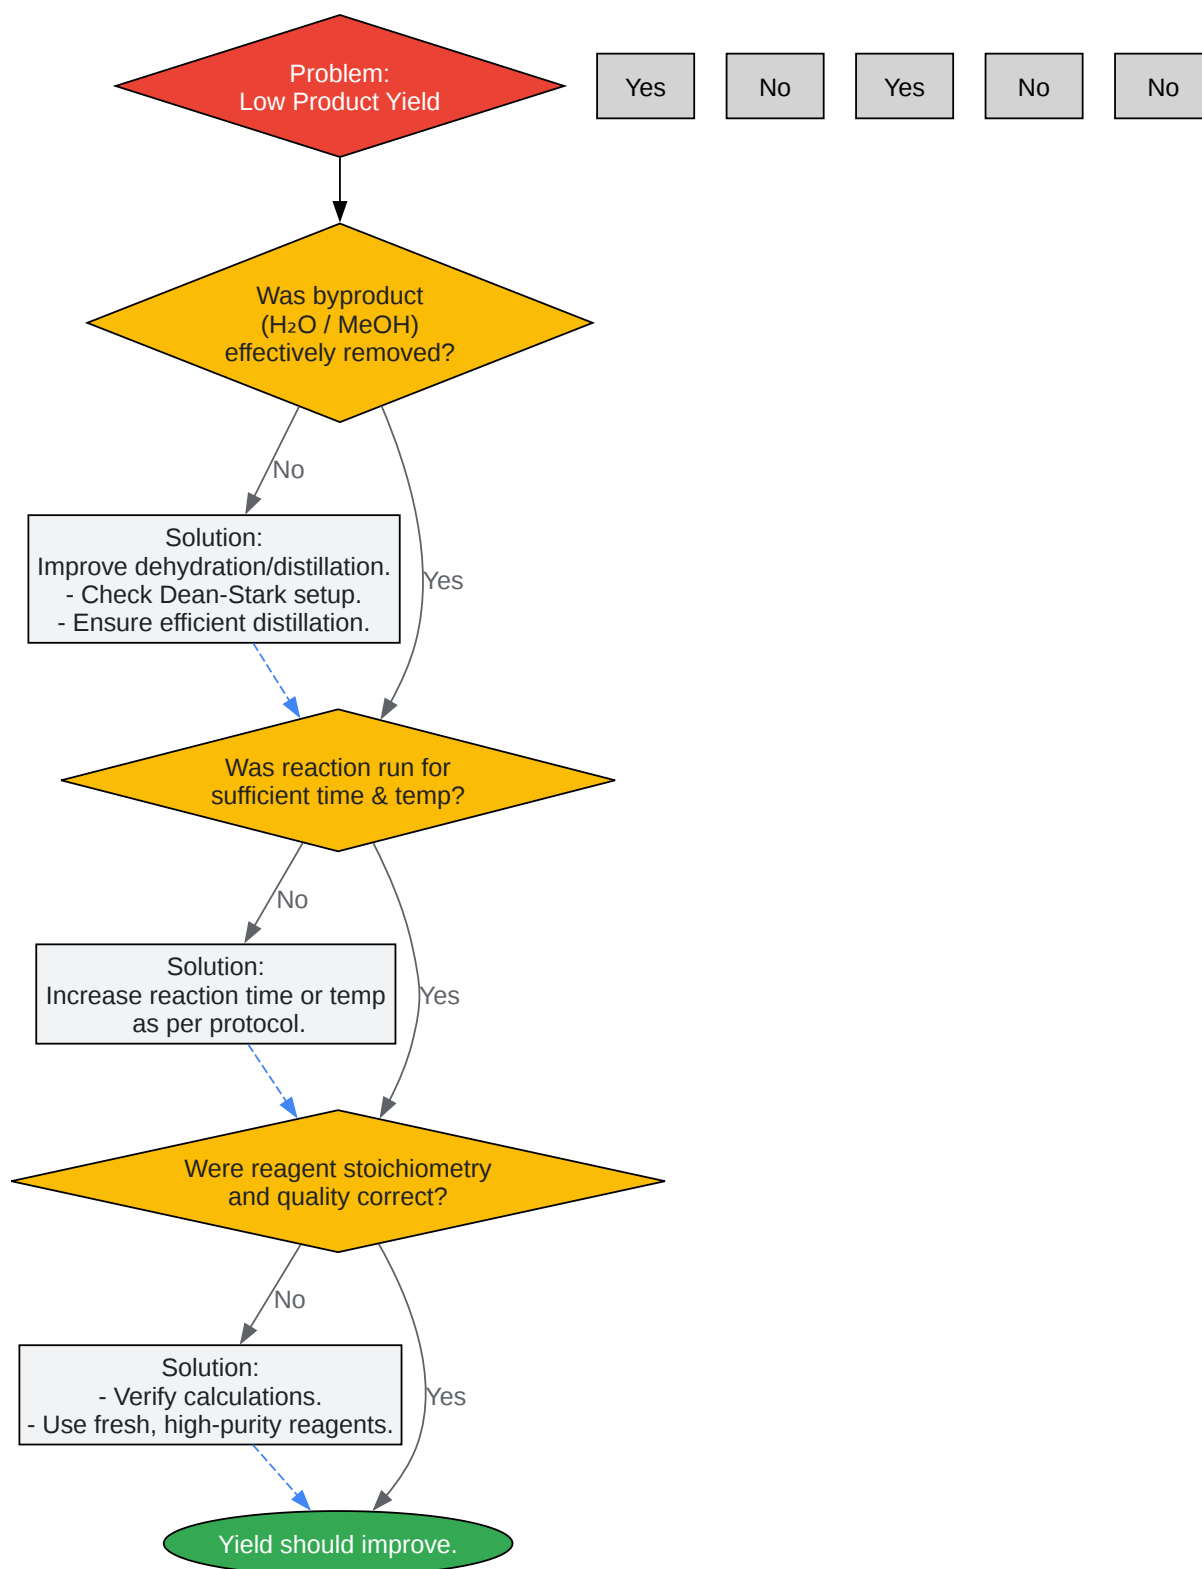 Problem:
Low Product Yield
Yes
No
Yes
No
No
Was byproduct
(H₂O / MeOH)
effectively removed?
No
Solution:
Improve dehydration/distillation.
- Check Dean-Stark setup.
- Ensure efficient distillation.
Yes
Was reaction run for
sufficient time & temp?
No
Solution:
Increase reaction time or temp
as per protocol.
Yes
Were reagent stoichiometry
and quality correct?
No
Solution:
- Verify calculations.
- Use fresh, high-purity reagents.
Yes
Yield should improve.